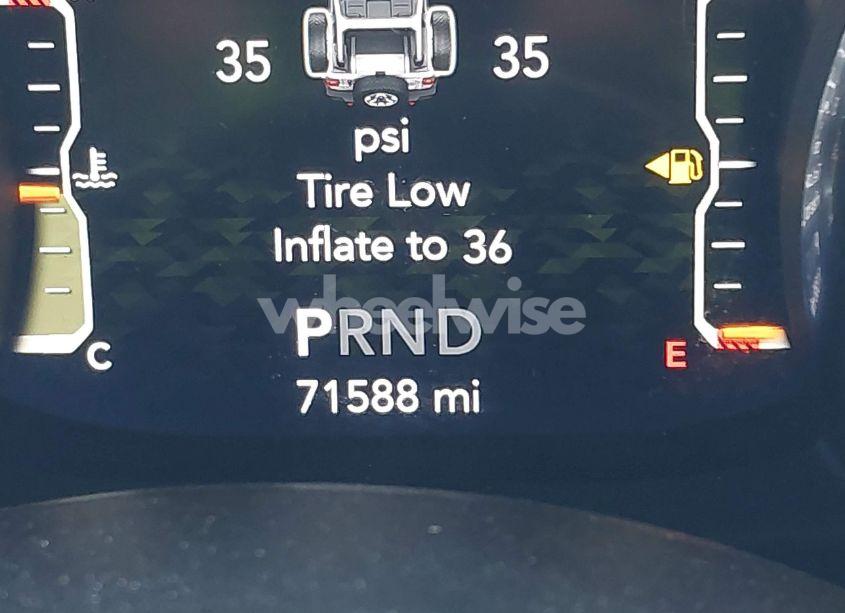 35 35
psi
Tire Low
Inflate to 36
wheelwise
PRND
C E
71588 mi